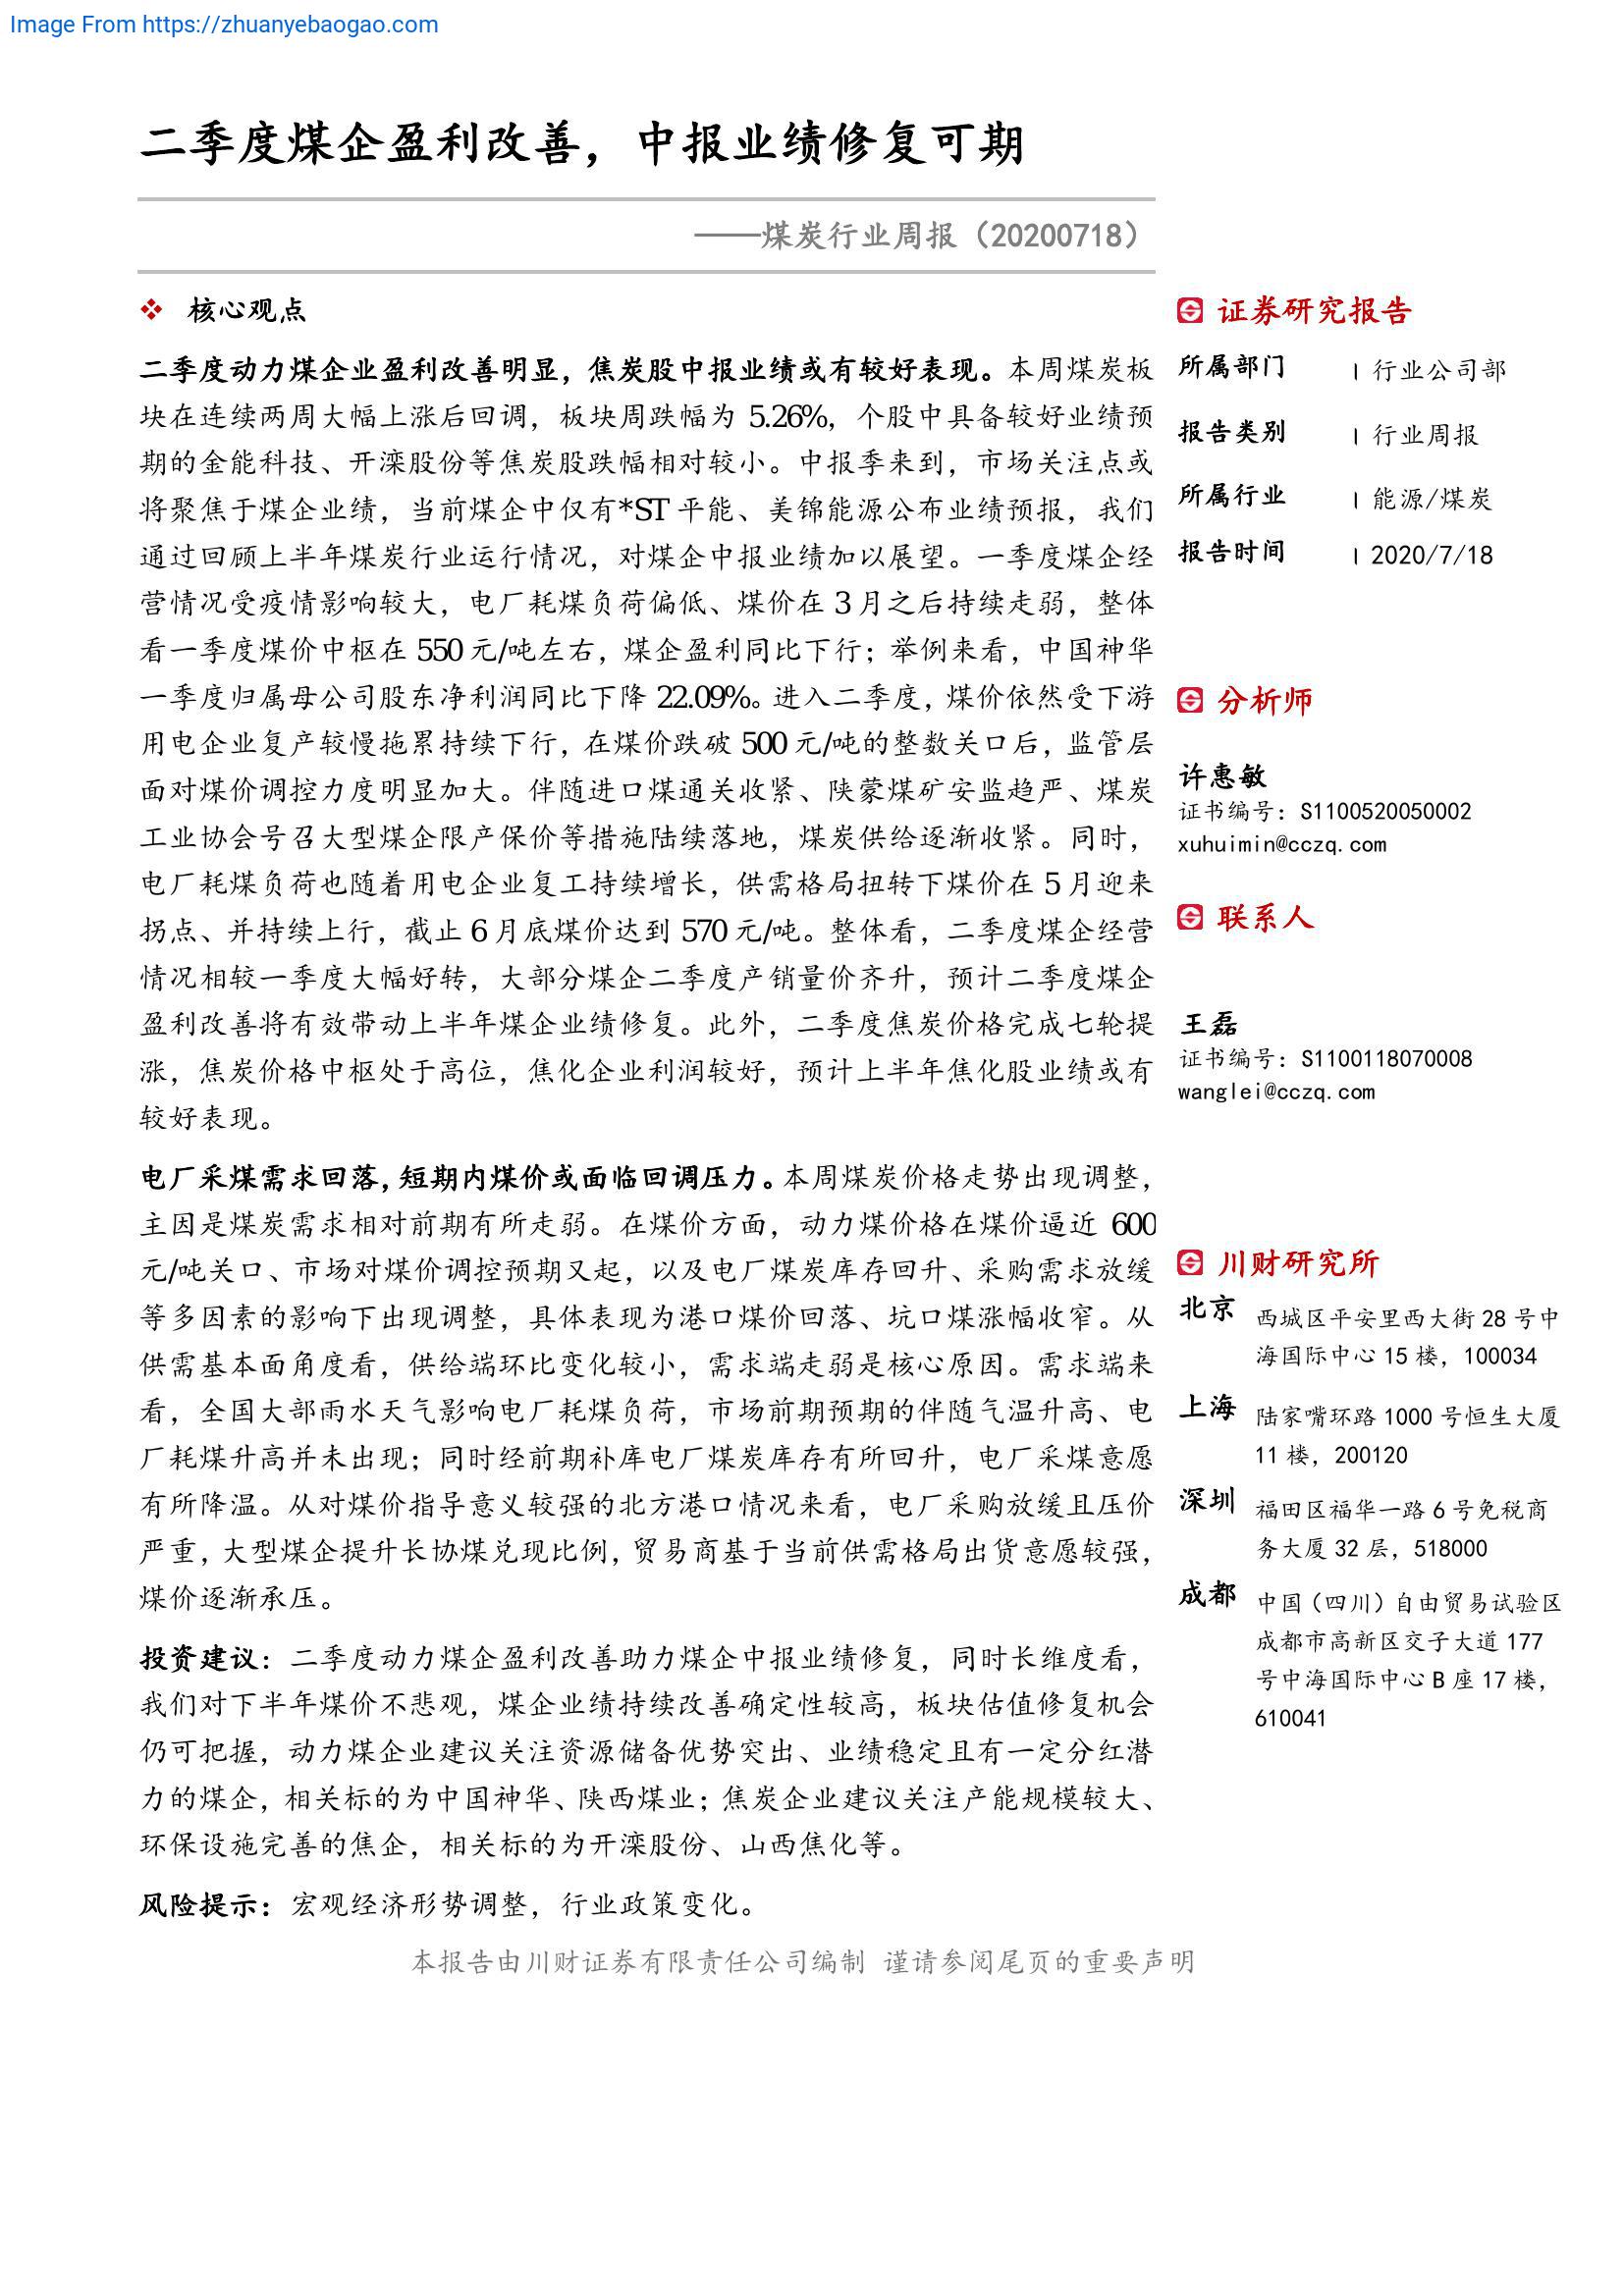 Image From https://zhuanyebaogao.com
二季度煤企盈利改善，中报业绩修复可期
——煤炭行业周报（20200718）
核心观点
二季度动力煤企业盈利改善明显，焦炭股中报业绩或有较好表现。本周煤炭板
块在连续两周大幅上涨后回调，板块周跌幅为 5.26%，个股中具备较好业绩预
期的金能科技、开滦股份等焦炭股跌幅相对较小。中报季来到，市场关注点或
将聚焦于煤企业绩，当前煤企中仅有*ST 平能、美锦能源公布业绩预报，我们
通过回顾上半年煤炭行业运行情况，对煤企中报业绩加以展望。一季度煤企经
营情况受疫情影响较大，电厂耗煤负荷偏低、煤价在 3 月之后持续走弱，整体
看一季度煤价中枢在 550 元/吨左右，煤企盈利同比下行；举例来看，中国神华
一季度归属母公司股东净利润同比下降 22.09%。进入二季度，煤价依然受下游
用电企业复产较慢拖累持续下行，在煤价跌破 500 元/吨的整数关口后，监管层
面对煤价调控力度明显加大。伴随进口煤通关收紧、陕蒙煤矿安监趋严、煤炭
工业协会号召大型煤企限产保价等措施陆续落地，煤炭供给逐渐收紧。同时，
电厂耗煤负荷也随着用电企业复工持续增长，供需格局扭转下煤价在 5 月迎来
拐点、并持续上行，截止 6 月底煤价达到 570 元/吨。整体看，二季度煤企经营
情况相较一季度大幅好转，大部分煤企二季度产销量价齐升，预计二季度煤企
盈利改善将有效带动上半年煤企业绩修复。此外，二季度焦炭价格完成七轮提
涨，焦炭价格中枢处于高位，焦化企业利润较好，预计上半年焦化股业绩或有
较好表现。
电厂采煤需求回落，短期内煤价或面临回调压力。本周煤炭价格走势出现调整，
主因是煤炭需求相对前期有所走弱。在煤价方面，动力煤价格在煤价逼近 600
元/吨关口、市场对煤价调控预期又起，以及电厂煤炭库存回升、采购需求放缓
等多因素的影响下出现调整，具体表现为港口煤价回落、坑口煤涨幅收窄。从
供需基本面角度看，供给端环比变化较小，需求端走弱是核心原因。需求端来
看，全国大部雨水天气影响电厂耗煤负荷，市场前期预期的伴随气温升高、电
厂耗煤升高并未出现；同时经前期补库电厂煤炭库存有所回升，电厂采煤意愿
有所降温。从对煤价指导意义较强的北方港口情况来看，电厂采购放缓且压价
严重，大型煤企提升长协煤兑现比例，贸易商基于当前供需格局出货意愿较强，
煤价逐渐承压。
投资建议：二季度动力煤企盈利改善助力煤企中报业绩修复，同时长维度看，
我们对下半年煤价不悲观，煤企业绩持续改善确定性较高，板块估值修复机会
仍可把握，动力煤企业建议关注资源储备优势突出、业绩稳定且有一定分红潜
力的煤企，相关标的为中国神华、陕西煤业；焦炭企业建议关注产能规模较大、
环保设施完善的焦企，相关标的为开滦股份、山西焦化等。
风险提示：宏观经济形势调整，行业政策变化。
证券研究报告
所属部门 | 行业公司部
报告类别 | 行业周报
所属行业 | 能源/煤炭
报告时间 | 2020/7/18
分析师
许惠敏
证书编号：S1100520050002
xuhuimin@cczq.com
联系人
王磊
证书编号：S1100118070008
wanglei@cczq.com
川财研究所
北京 西城区平安里西大街 28 号中
海国际中心 15 楼，100034
上海 陆家嘴环路 1000 号恒生大厦
11 楼，200120
深圳 福田区福华一路 6 号免税商
务大厦 32 层，518000
成都 中国（四川）自由贸易试验区
成都市高新区交子大道 177
号中海国际中心 B 座 17 楼，
610041
本报告由川财证券有限责任公司编制 谨请参阅尾页的重要声明